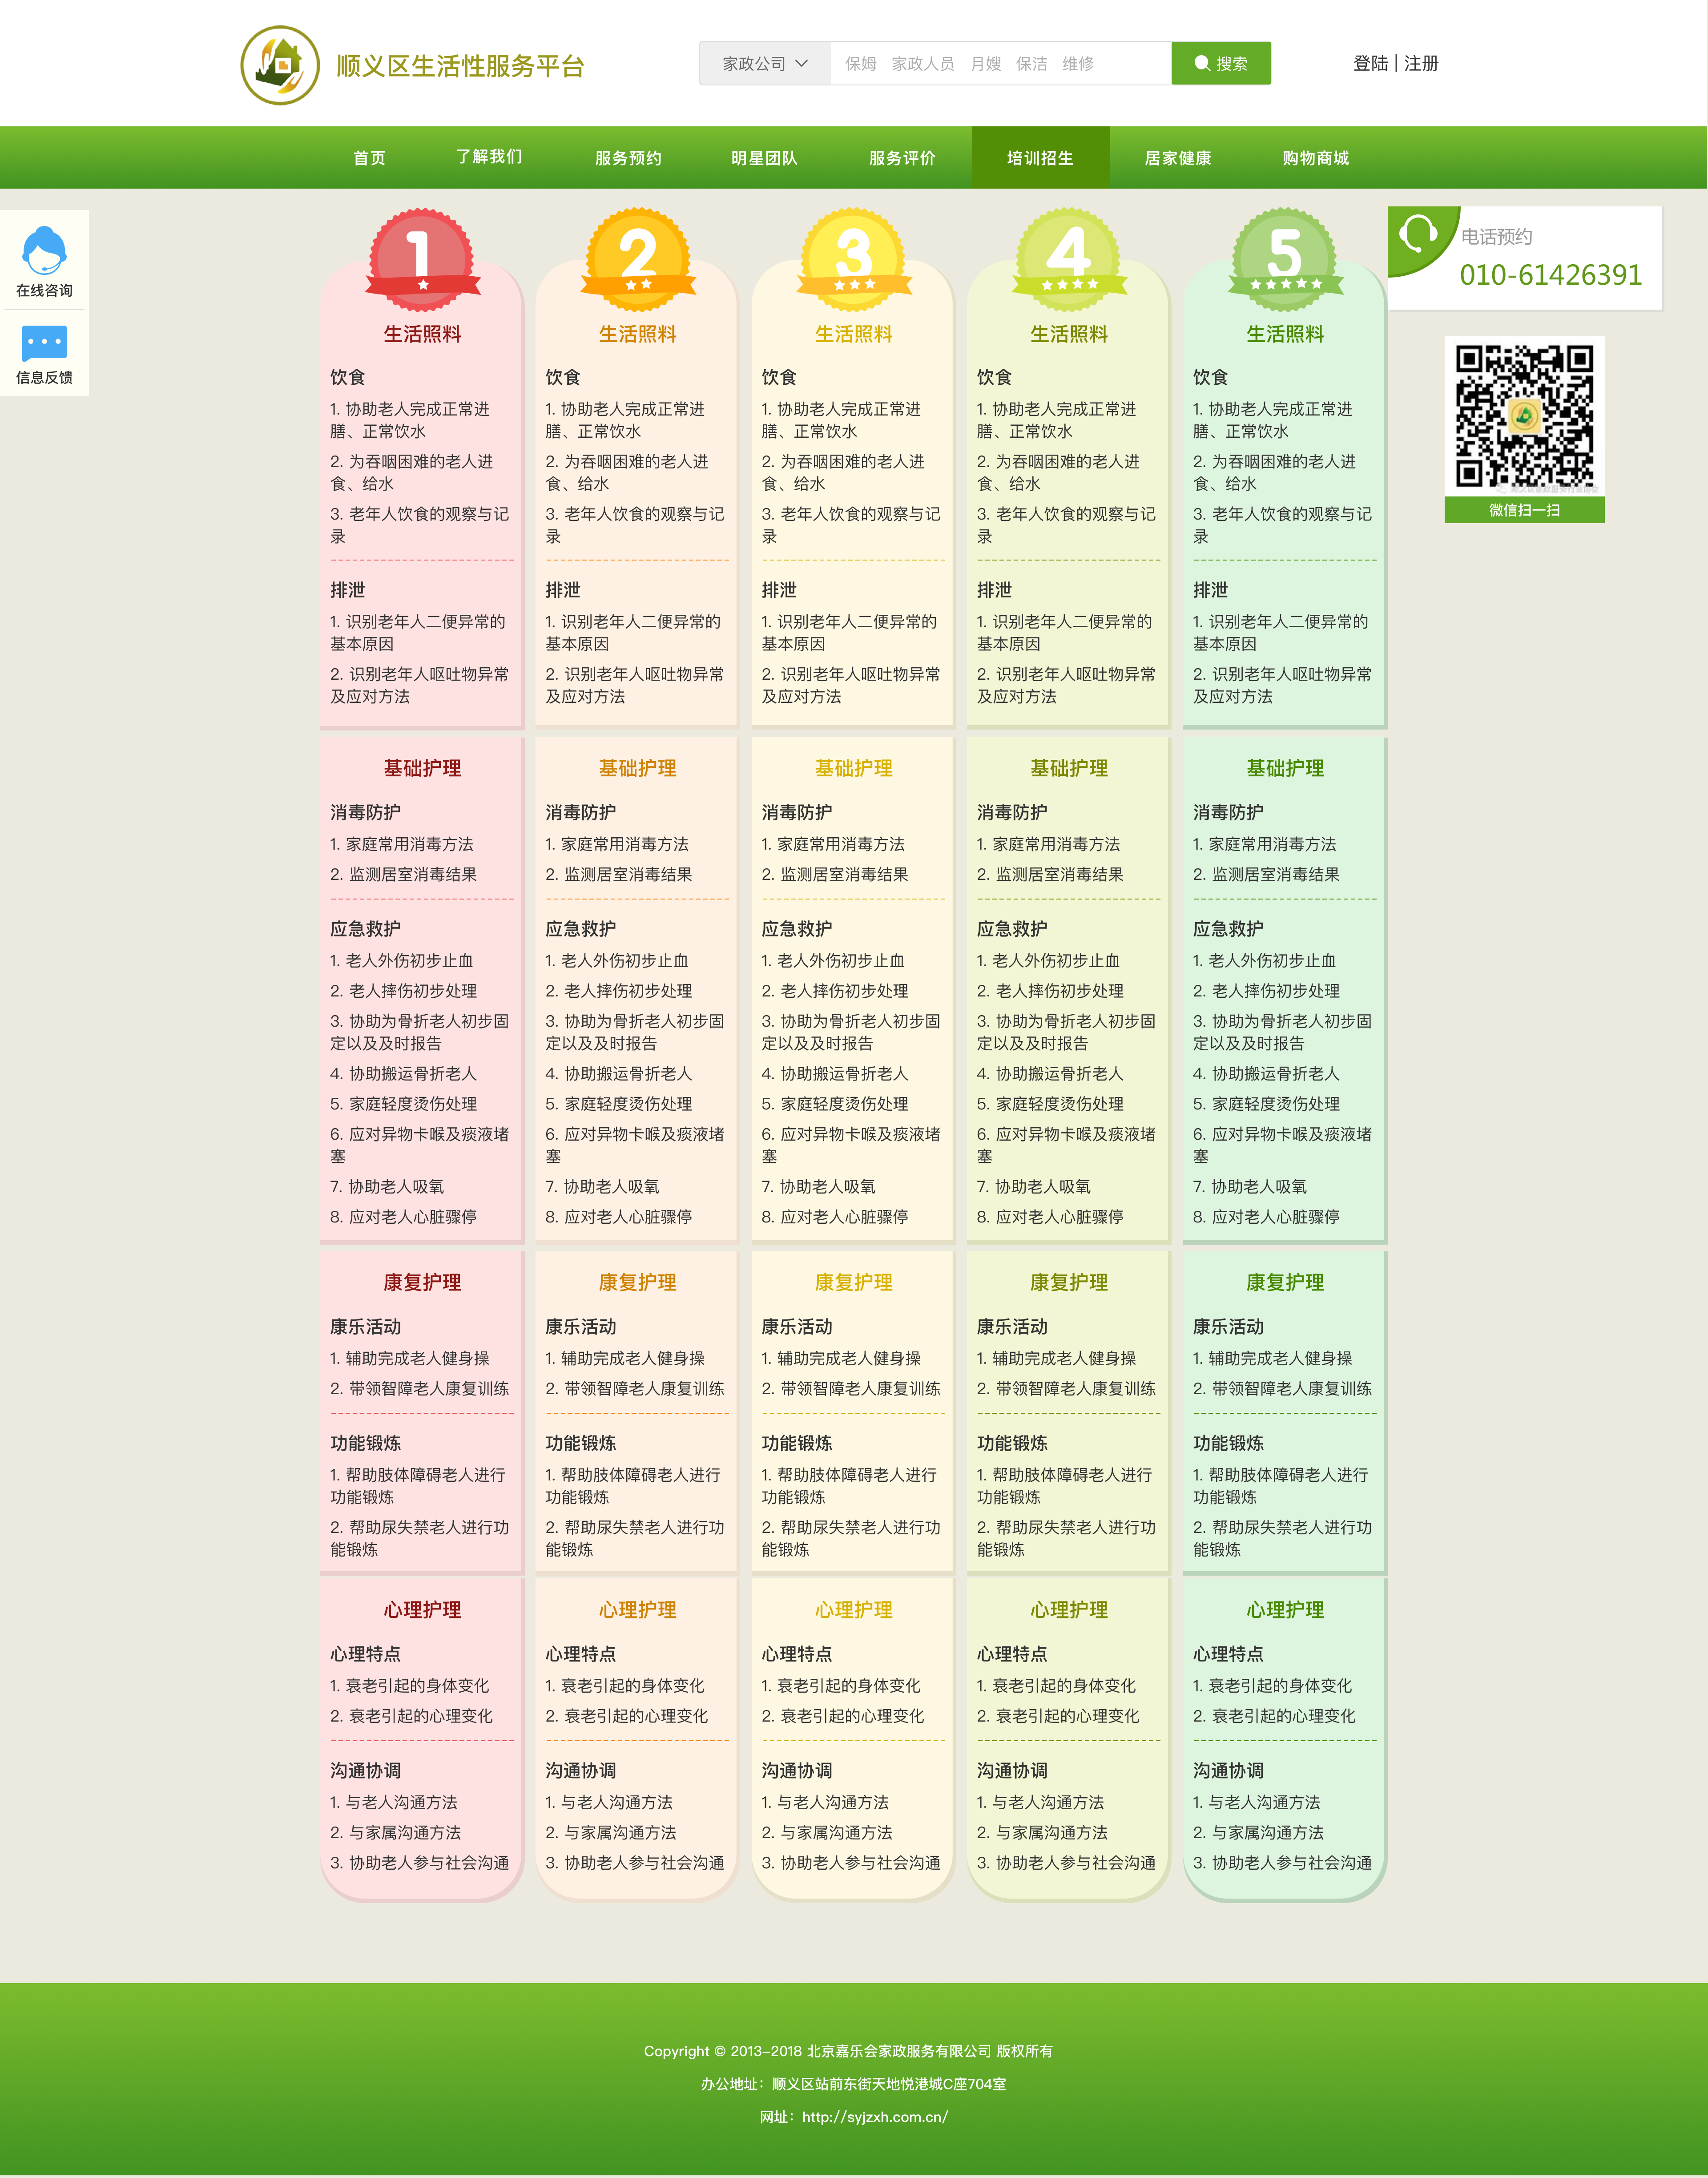 顺义区生活性服务平台
家政公司 保姆 家政人员 月嫂 保洁 维修 搜索
登陆 | 注册
首页 了解我们 服务预约 明星团队 服务评价 培训招生 居家健康 购物商城
在线咨询
信息反馈
1
生活照料
饮食
1. 协助老人完成正常进
膳、正常饮水
2. 为吞咽困难的老人进
食、给水
3. 老年人饮食的观察与记
录
排泄
1. 识别老年人二便异常的
基本原因
2. 识别老年人呕吐物异常
及应对方法
基础护理
消毒防护
1. 家庭常用消毒方法
2. 监测居室消毒结果
应急救护
1. 老人外伤初步止血
2. 老人摔伤初步处理
3. 协助为骨折老人初步固
定以及及时报告
4. 协助搬运骨折老人
5. 家庭轻度烫伤处理
6. 应对异物卡喉及痰液堵
塞
7. 协助老人吸氧
8. 应对老人心脏骤停
康复护理
康乐活动
1. 辅助完成老人健身操
2. 带领智障老人康复训练
功能锻炼
1. 帮助肢体障碍老人进行
功能锻炼
2. 帮助尿失禁老人进行功
能锻炼
心理护理
心理特点
1. 衰老引起的身体变化
2. 衰老引起的心理变化
沟通协调
1. 与老人沟通方法
2. 与家属沟通方法
3. 协助老人参与社会沟通
2
生活照料
饮食
1. 协助老人完成正常进
膳、正常饮水
2. 为吞咽困难的老人进
食、给水
3. 老年人饮食的观察与记
录
排泄
1. 识别老年人二便异常的
基本原因
2. 识别老年人呕吐物异常
及应对方法
基础护理
消毒防护
1. 家庭常用消毒方法
2. 监测居室消毒结果
应急救护
1. 老人外伤初步止血
2. 老人摔伤初步处理
3. 协助为骨折老人初步固
定以及及时报告
4. 协助搬运骨折老人
5. 家庭轻度烫伤处理
6. 应对异物卡喉及痰液堵
塞
7. 协助老人吸氧
8. 应对老人心脏骤停
康复护理
康乐活动
1. 辅助完成老人健身操
2. 带领智障老人康复训练
功能锻炼
1. 帮助肢体障碍老人进行
功能锻炼
2. 帮助尿失禁老人进行功
能锻炼
心理护理
心理特点
1. 衰老引起的身体变化
2. 衰老引起的心理变化
沟通协调
1. 与老人沟通方法
2. 与家属沟通方法
3. 协助老人参与社会沟通
3
生活照料
饮食
1. 协助老人完成正常进
膳、正常饮水
2. 为吞咽困难的老人进
食、给水
3. 老年人饮食的观察与记
录
排泄
1. 识别老年人二便异常的
基本原因
2. 识别老年人呕吐物异常
及应对方法
基础护理
消毒防护
1. 家庭常用消毒方法
2. 监测居室消毒结果
应急救护
1. 老人外伤初步止血
2. 老人摔伤初步处理
3. 协助为骨折老人初步固
定以及及时报告
4. 协助搬运骨折老人
5. 家庭轻度烫伤处理
6. 应对异物卡喉及痰液堵
塞
7. 协助老人吸氧
8. 应对老人心脏骤停
康复护理
康乐活动
1. 辅助完成老人健身操
2. 带领智障老人康复训练
功能锻炼
1. 帮助肢体障碍老人进行
功能锻炼
2. 帮助尿失禁老人进行功
能锻炼
心理护理
心理特点
1. 衰老引起的身体变化
2. 衰老引起的心理变化
沟通协调
1. 与老人沟通方法
2. 与家属沟通方法
3. 协助老人参与社会沟通
4
生活照料
饮食
1. 协助老人完成正常进
膳、正常饮水
2. 为吞咽困难的老人进
食、给水
3. 老年人饮食的观察与记
录
排泄
1. 识别老年人二便异常的
基本原因
2. 识别老年人呕吐物异常
及应对方法
基础护理
消毒防护
1. 家庭常用消毒方法
2. 监测居室消毒结果
应急救护
1. 老人外伤初步止血
2. 老人摔伤初步处理
3. 协助为骨折老人初步固
定以及及时报告
4. 协助搬运骨折老人
5. 家庭轻度烫伤处理
6. 应对异物卡喉及痰液堵
塞
7. 协助老人吸氧
8. 应对老人心脏骤停
康复护理
康乐活动
1. 辅助完成老人健身操
2. 带领智障老人康复训练
功能锻炼
1. 帮助肢体障碍老人进行
功能锻炼
2. 帮助尿失禁老人进行功
能锻炼
心理护理
心理特点
1. 衰老引起的身体变化
2. 衰老引起的心理变化
沟通协调
1. 与老人沟通方法
2. 与家属沟通方法
3. 协助老人参与社会沟通
5
生活照料
饮食
1. 协助老人完成正常进
膳、正常饮水
2. 为吞咽困难的老人进
食、给水
3. 老年人饮食的观察与记
录
排泄
1. 识别老年人二便异常的
基本原因
2. 识别老年人呕吐物异常
及应对方法
基础护理
消毒防护
1. 家庭常用消毒方法
2. 监测居室消毒结果
应急救护
1. 老人外伤初步止血
2. 老人摔伤初步处理
3. 协助为骨折老人初步固
定以及及时报告
4. 协助搬运骨折老人
5. 家庭轻度烫伤处理
6. 应对异物卡喉及痰液堵
塞
7. 协助老人吸氧
8. 应对老人心脏骤停
康复护理
康乐活动
1. 辅助完成老人健身操
2. 带领智障老人康复训练
功能锻炼
1. 帮助肢体障碍老人进行
功能锻炼
2. 帮助尿失禁老人进行功
能锻炼
心理护理
心理特点
1. 衰老引起的身体变化
2. 衰老引起的心理变化
沟通协调
1. 与老人沟通方法
2. 与家属沟通方法
3. 协助老人参与社会沟通
电话预约
010-61426391
微信扫一扫
Copyright © 2013-2018 北京嘉乐会家政服务有限公司 版权所有
办公地址：顺义区站前东街天地悦港城C座704室
网址：http://syjzxh.com.cn/